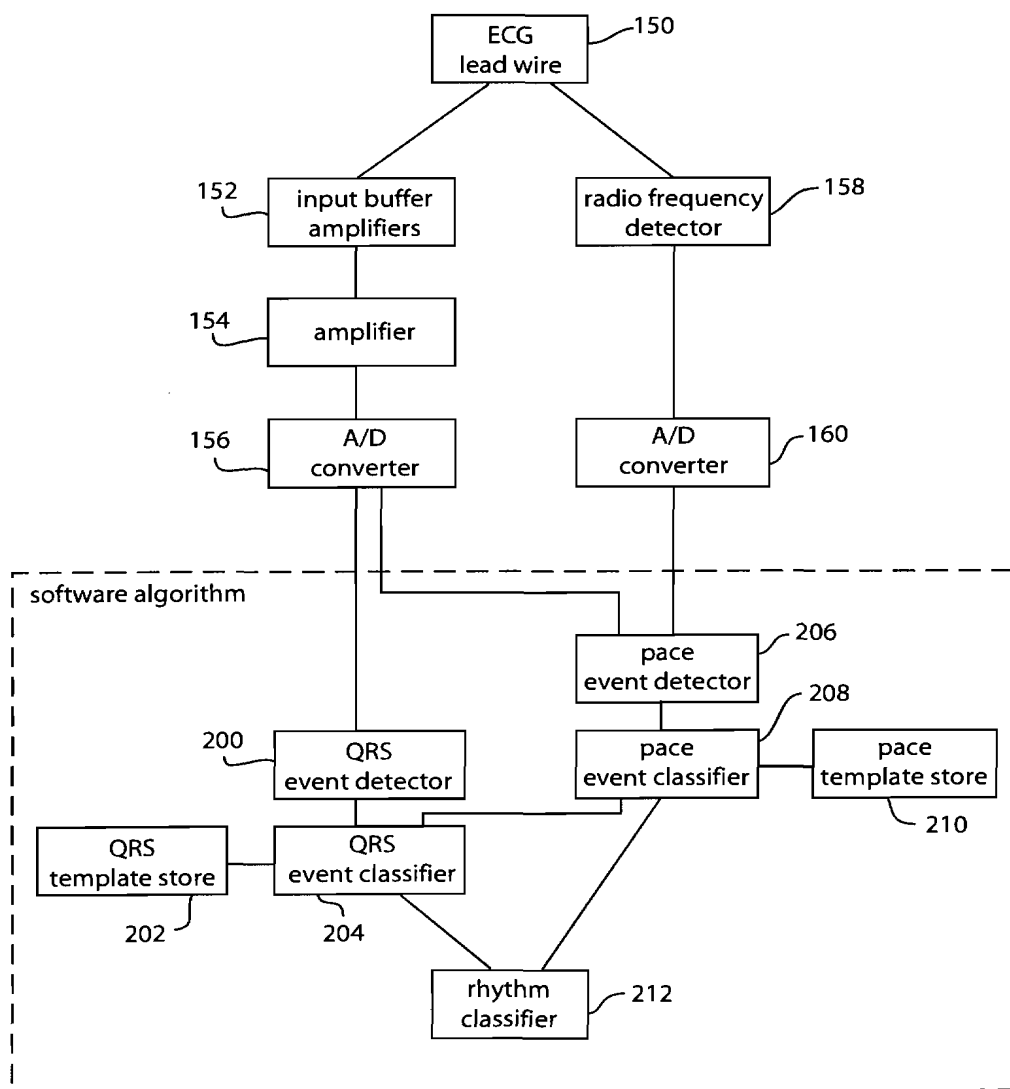 ECG
lead wire
150
152
input buffer
amplifiers
radio frequency
detector
158
154
amplifier
156
A/D
converter
A/D
converter
160
software algorithm
pace
event detector
206
208
200
QRS
event detector
pace
event classifier
pace
template store
210
QRS
template store
202
QRS
event classifier
204
rhythm
classifier
212